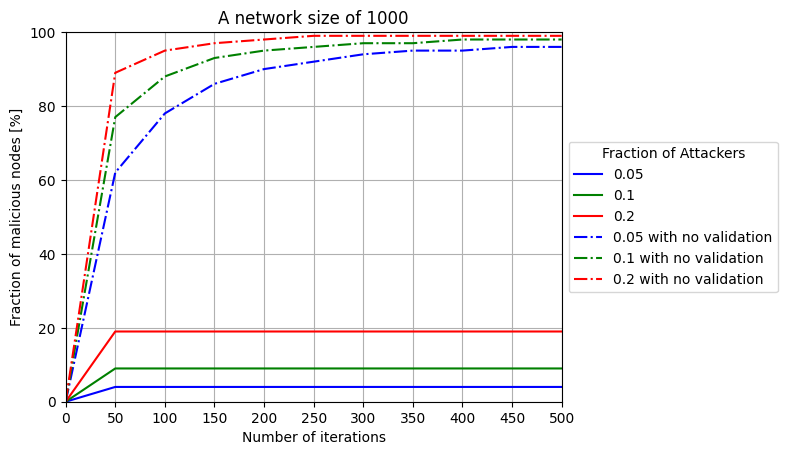 A network size of 1000
Fraction of malicious nodes [%]
100
80
60
40
20
0
0 50 100 150 200 250 300 350 400 450 500
Number of iterations
Fraction of Attackers
0.05
0.1
0.2
0.05 with no validation
0.1 with no validation
0.2 with no validation